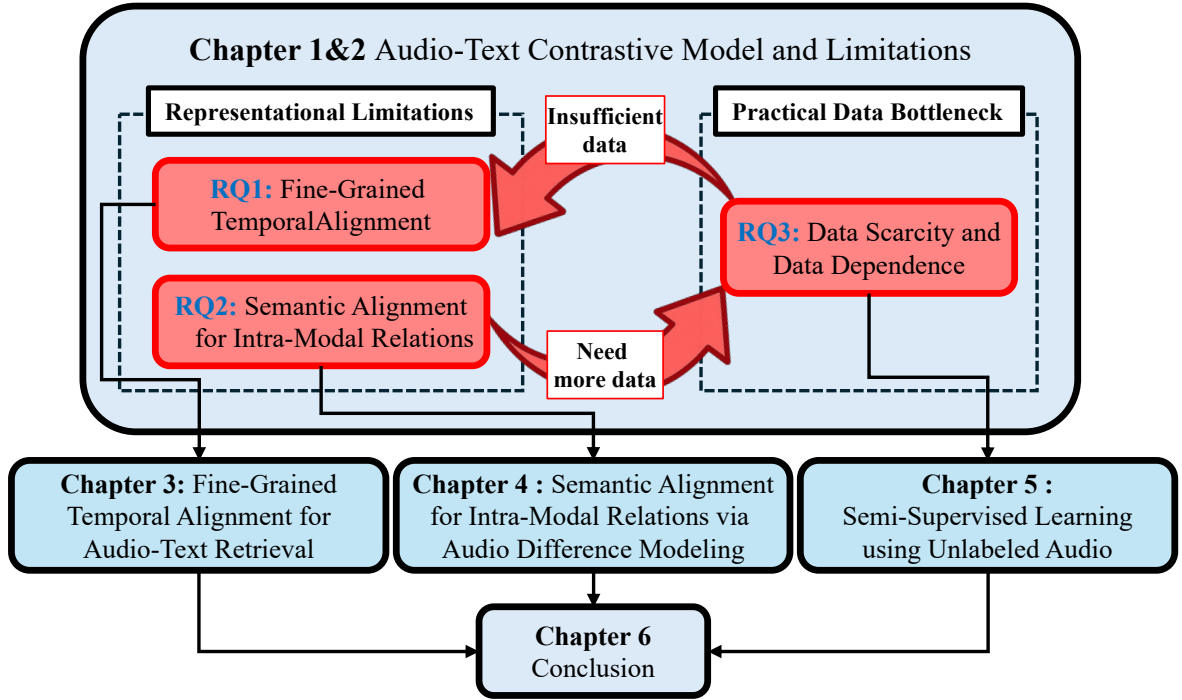 Chapter 1&2 Audio-Text Contrastive Model and Limitations
Representational Limitations
Insufficient
data
Practical Data Bottleneck
RQ1: Fine-Grained
TemporalAlignment
RQ3: Data Scarcity and
Data Dependence
RQ2: Semantic Alignment
for Intra-Modal Relations
Need
more data
Chapter 3: Fine-Grained
Temporal Alignment for
Audio-Text Retrieval
Chapter 4 : Semantic Alignment
for Intra-Modal Relations via
Audio Difference Modeling
Chapter 5 :
Semi-Supervised Learning
using Unlabeled Audio
Chapter 6
Conclusion